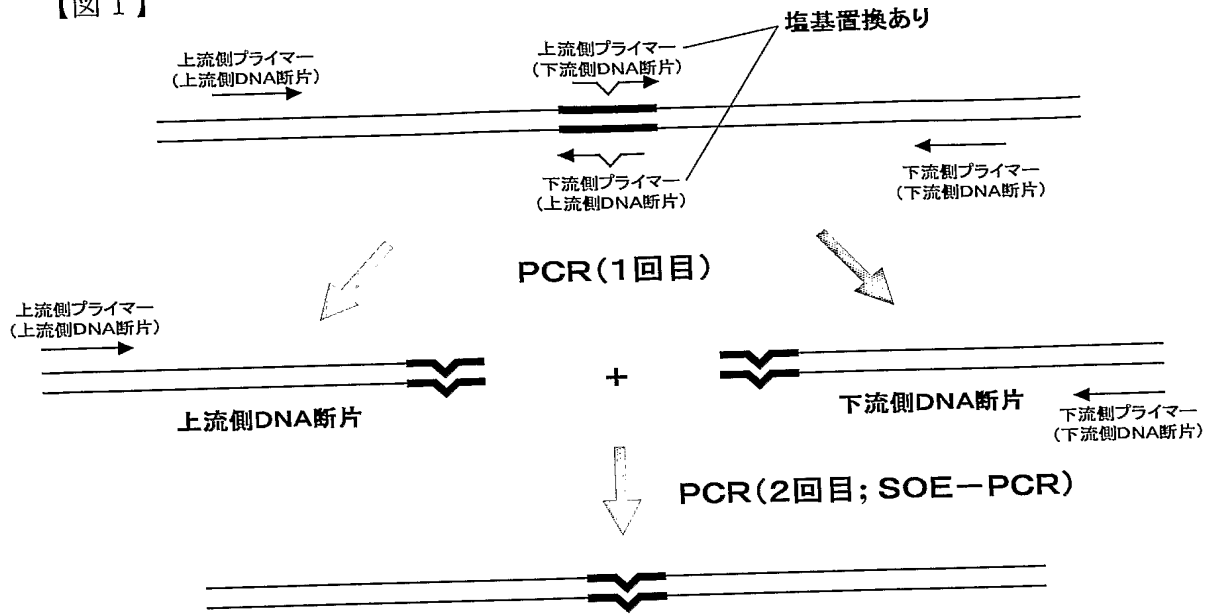 【図１】
塩基置換あり
上流側プライマー
(上流側DNA断片)
上流側プライマー
(下流側DNA断片)
下流側プライマー
(上流側DNA断片)
下流側プライマー
(下流側DNA断片)
PCR(1回目)
上流側プライマー
(上流側DNA断片)
+
上流側DNA断片
下流側DNA断片
下流側プライマー
(下流側DNA断片)
PCR(2回目; SOE-PCR)